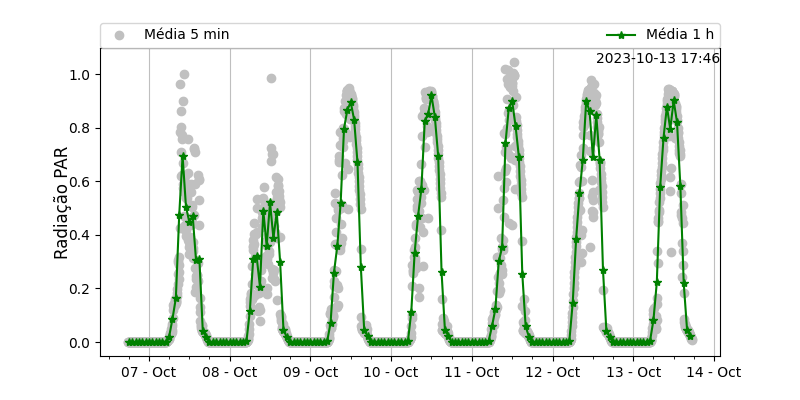 Média 5 min
Média 1 h
2023-10-13 17:46
Radiação PAR
1.0
0.8
0.6
0.4
0.2
0.0
07 - Oct
08 - Oct
09 - Oct
10 - Oct
11 - Oct
12 - Oct
13 - Oct
14 - Oct